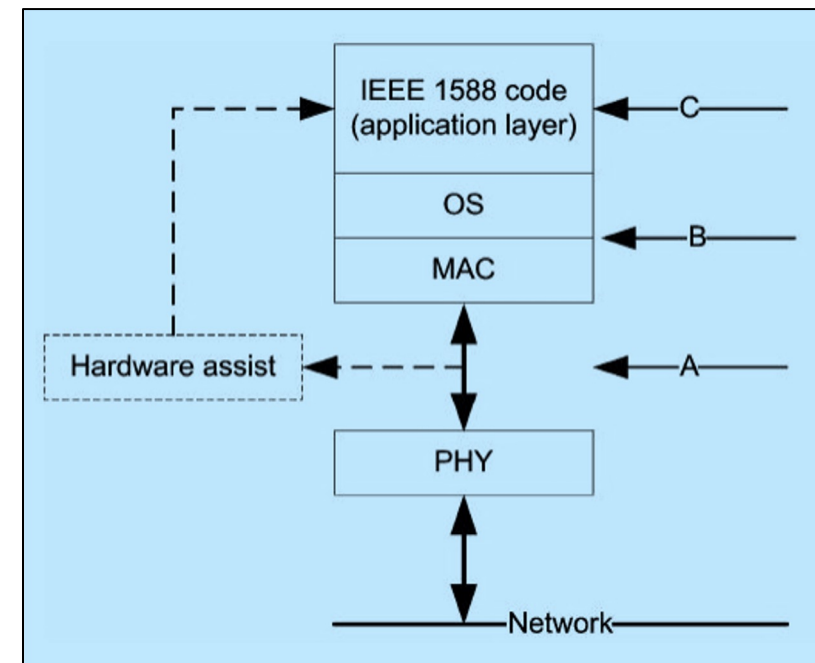 IEEE 1588 code
(application layer)
C
OS
B
MAC
Hardware assist
A
PHY
Network